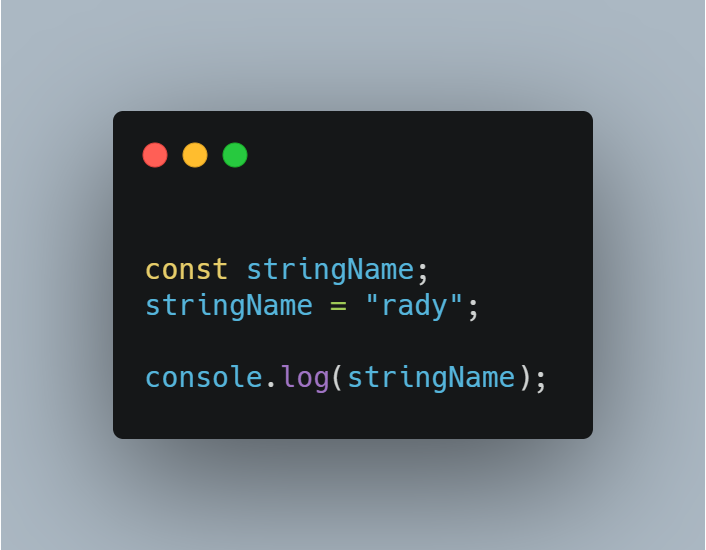 const stringName;
stringName = "rady";
console.log(stringName);